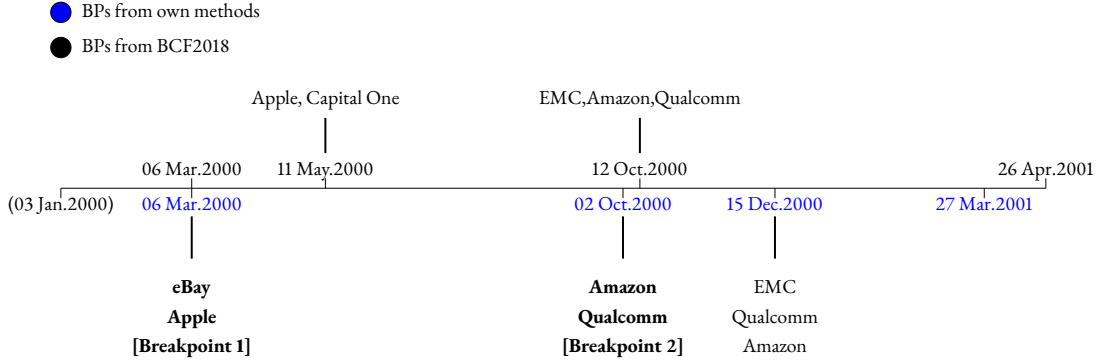 BPs from own methods
BPs from BCF2018
Apple, Capital One
EMC,Amazon,Qualcomm
06 Mar.2000
11 May.2000
12 Oct.2000
26 Apr.2001
(03 Jan.2000)
06 Mar.2000
02 Oct.2000
15 Dec.2000
27 Mar.2001
eBay
Apple
[Breakpoint 1]
Amazon
Qualcomm
[Breakpoint 2]
EMC
Qualcomm
Amazon